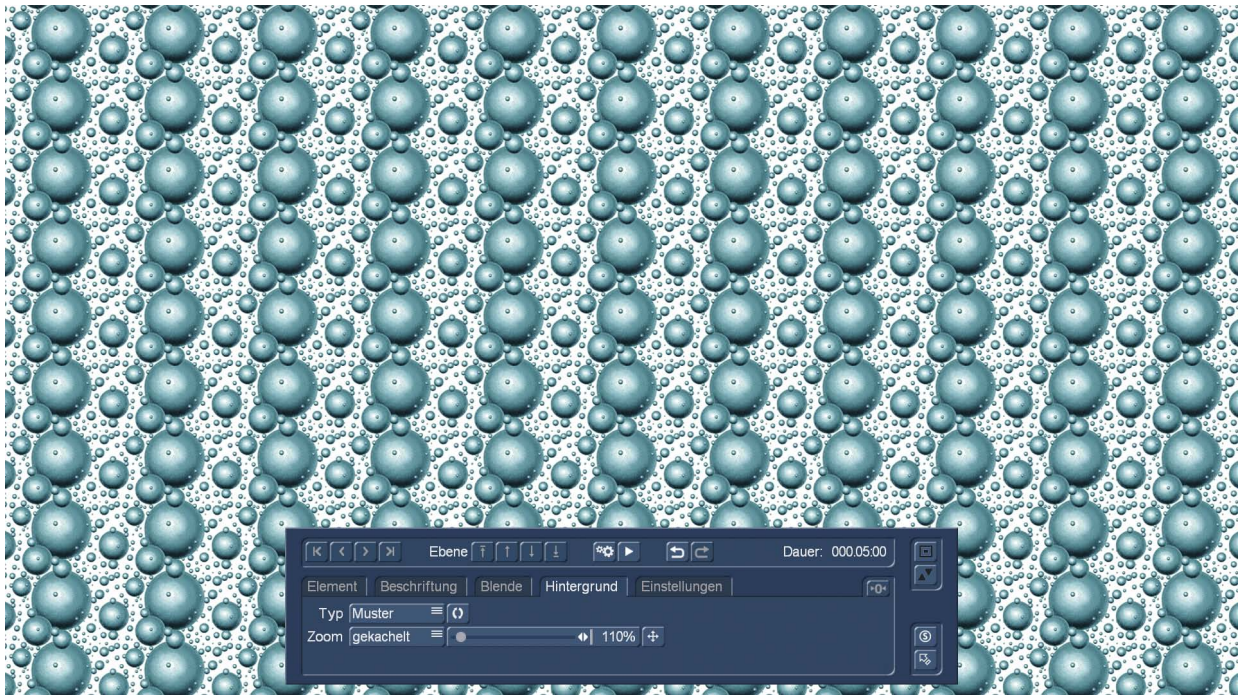 Ebene Dauer: 000.05:00
Element Beschriftung Blende Hintergrund Einstellungen
Typ Muster
Zoom gekachelt 110%